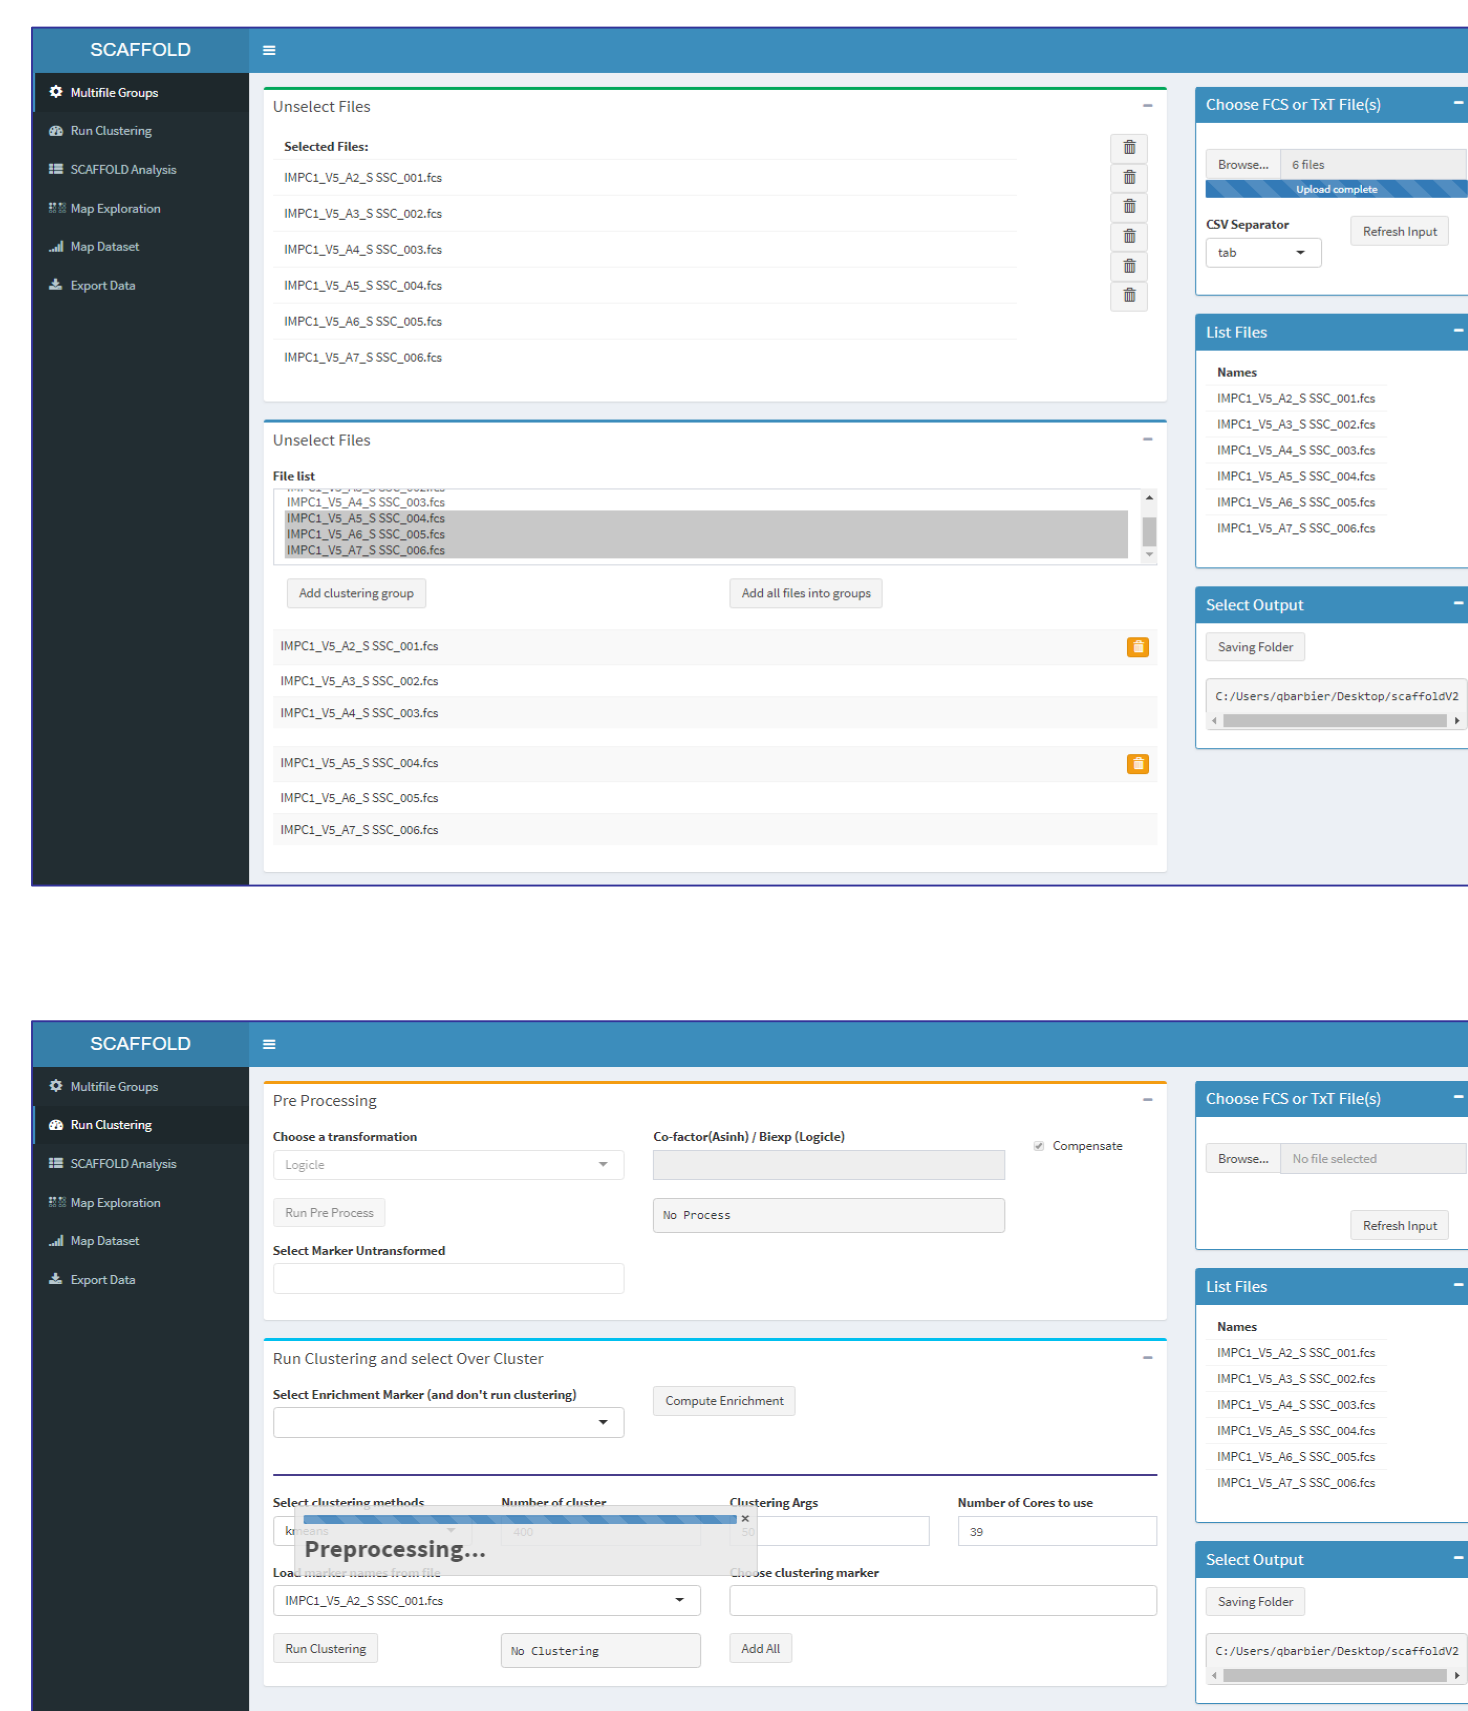 SCAFFOLD
Multifile Groups
Run Clustering
SCAFFOLD Analysis
Map Exploration
Map Dataset
Export Data
Unselect Files
Selected Files:
IMPC1_V5_A2_S SSC_001.fcs
IMPC1_V5_A3_S SSC_002.fcs
IMPC1_V5_A4_S SSC_003.fcs
IMPC1_V5_A5_S SSC_004.fcs
IMPC1_V5_A6_S SSC_005.fcs
IMPC1_V5_A7_S SSC_006.fcs
Unselect Files
File list
IMPC1_V5_A3_S SSC_002.fcs
IMPC1_V5_A4_S SSC_003.fcs
IMPC1_V5_A5_S SSC_004.fcs
IMPC1_V5_A6_S SSC_005.fcs
IMPC1_V5_A7_S SSC_006.fcs
Add clustering group
Add all files into groups
IMPC1_V5_A2_S SSC_001.fcs
IMPC1_V5_A3_S SSC_002.fcs
IMPC1_V5_A4_S SSC_003.fcs
IMPC1_V5_A5_S SSC_004.fcs
IMPC1_V5_A6_S SSC_005.fcs
IMPC1_V5_A7_S SSC_006.fcs
Choose FCS or TxT File(s)
Browse... 6 files
Upload complete
CSV Separator
Refresh Input
tab
List Files
Names
IMPC1_V5_A2_S SSC_001.fcs
IMPC1_V5_A3_S SSC_002.fcs
IMPC1_V5_A4_S SSC_003.fcs
IMPC1_V5_A5_S SSC_004.fcs
IMPC1_V5_A6_S SSC_005.fcs
IMPC1_V5_A7_S SSC_006.fcs
Select Output
Saving Folder
C:/Users/qbarbier/Desktop/scaffoldV2
SCAFFOLD
Multifile Groups
Run Clustering
SCAFFOLD Analysis
Map Exploration
Map Dataset
Export Data
Pre Processing
Choose a transformation
Co-factor(Asinh) / Biexp (Logicle)
Compensate
Logicle
Run Pre Process
No Process
Select Marker Untransformed
Run Clustering and select Over Cluster
Select Enrichment Marker (and don't run clustering)
Compute Enrichment
Select clustering methods
Number of cluster
Clustering Args
Number of Cores to use
kmeans
400
50
39
Preprocessing...
Load marker names from file
Choose clustering marker
IMPC1_V5_A2_S SSC_001.fcs
Run Clustering
No Clustering
Add All
Choose FCS or TxT File(s)
Browse... No file selected
Refresh Input
List Files
Names
IMPC1_V5_A2_S SSC_001.fcs
IMPC1_V5_A3_S SSC_002.fcs
IMPC1_V5_A4_S SSC_003.fcs
IMPC1_V5_A5_S SSC_004.fcs
IMPC1_V5_A6_S SSC_005.fcs
IMPC1_V5_A7_S SSC_006.fcs
Select Output
Saving Folder
C:/Users/qbarbier/Desktop/scaffoldV2